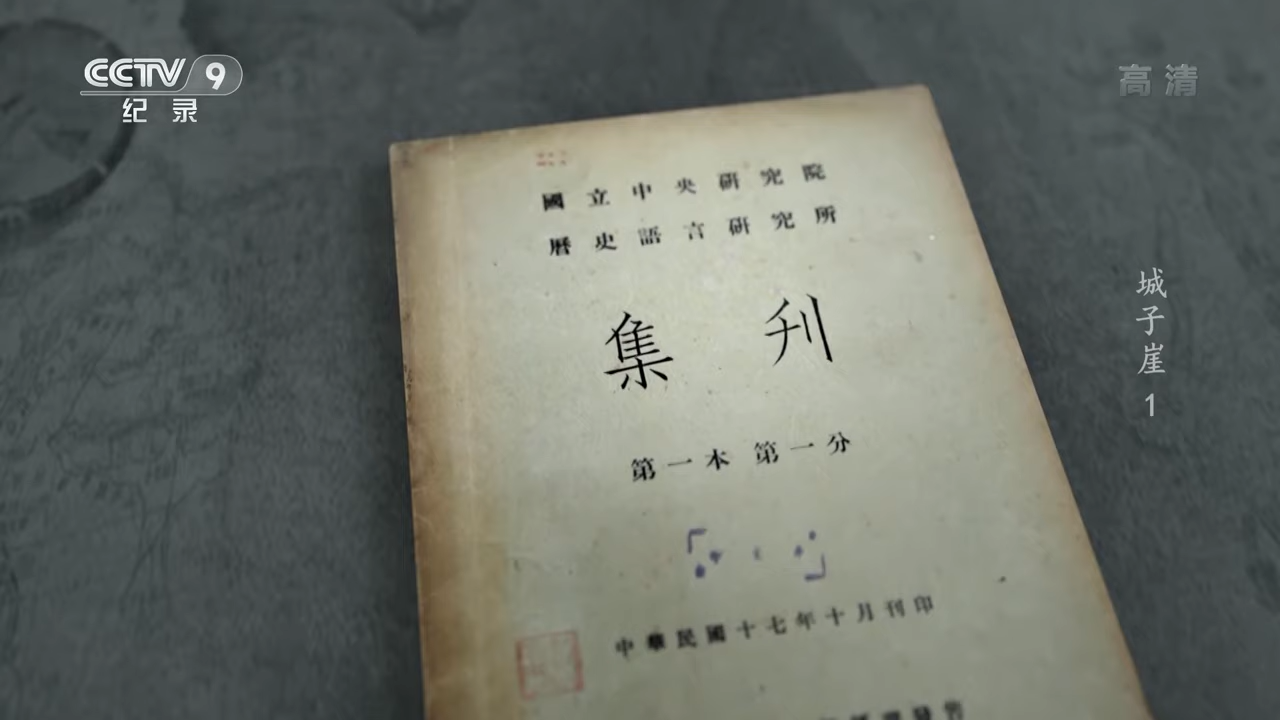 CCTV 9
纪录
高清
國立中央研究院
曆史語言研究所
集刋
第一本 第一分
中華民國十七年十月刊印
城子崖 1